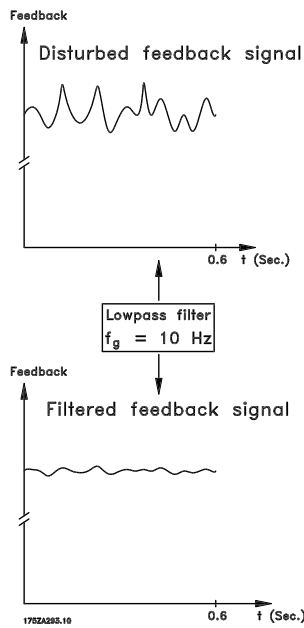 Feedback
Disturbed feedback signal
0.6 t (Sec.)
Lowpass filter
fg = 10 Hz
Feedback
Filtered feedback signal
0.6 t (Sec.)
175ZA293.10